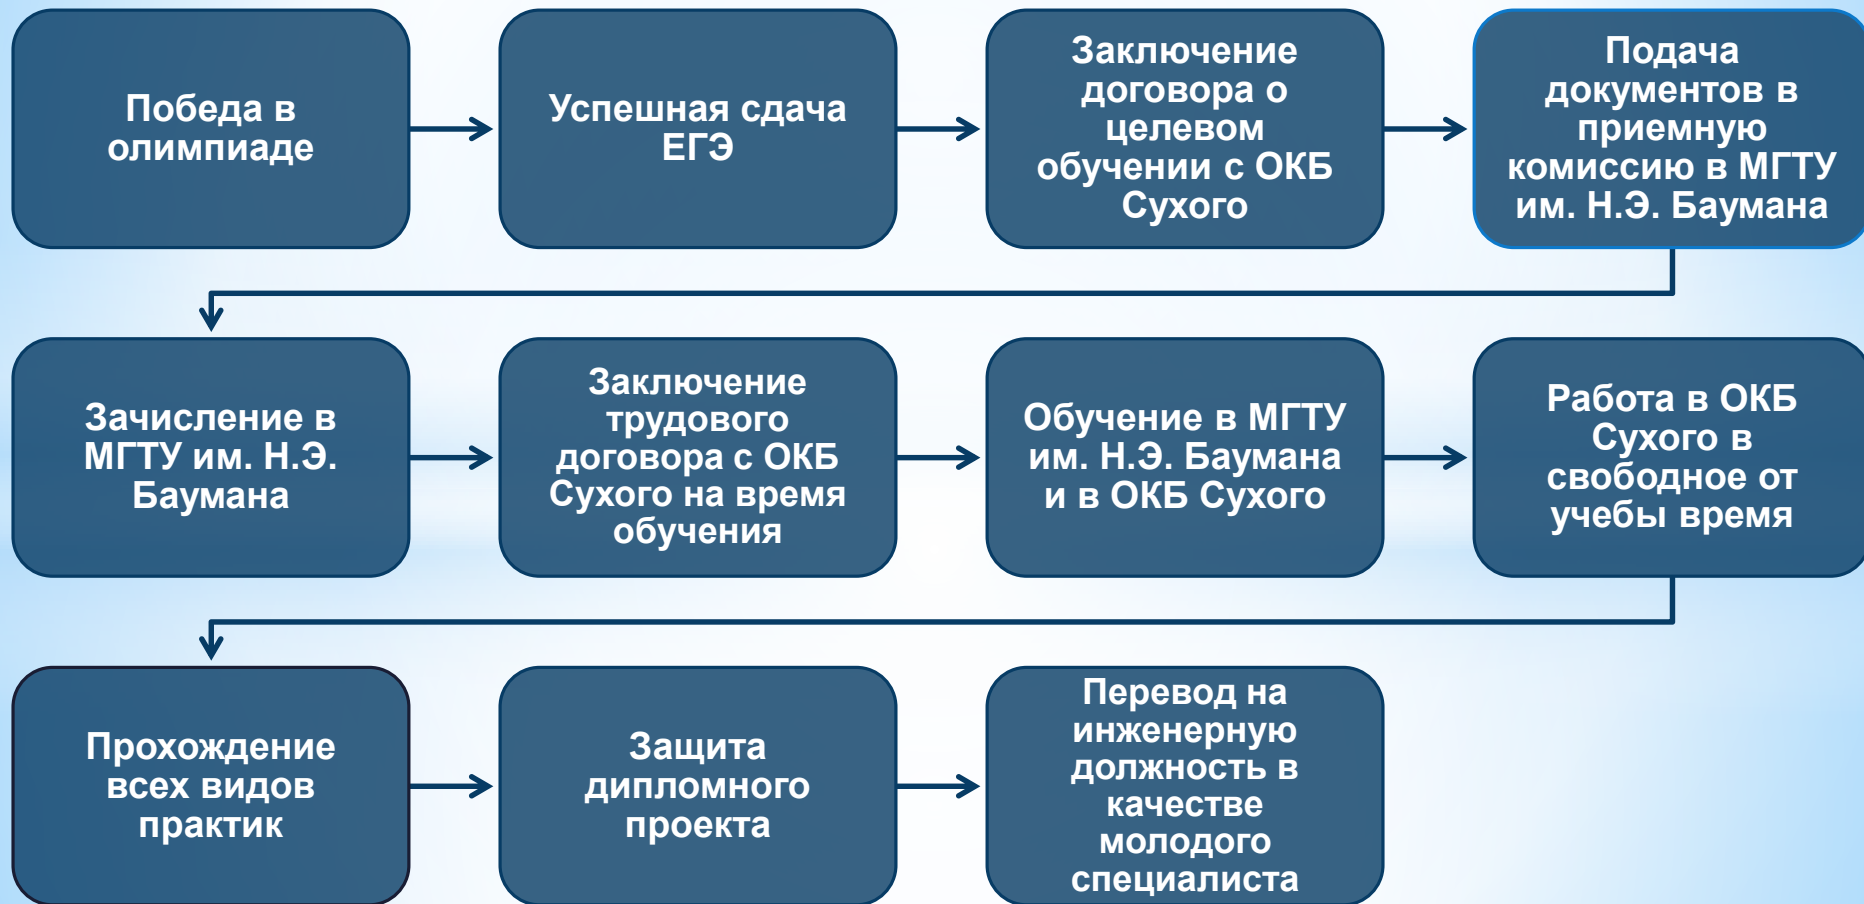 Победа в
олимпиаде
Успешная сдача
ЕГЭ
Заключение
договора о
целевом
обучении с ОКБ
Сухого
Подача
документов в
приемную
комиссию в МГТУ
им. Н.Э. Баумана
Зачисление в
МГТУ им. Н.Э.
Баумана
Заключение
трудового
договора с ОКБ
Сухого на время
обучения
Обучение в МГТУ
им. Н.Э. Баумана
и в ОКБ Сухого
Работа в ОКБ
Сухого в
свободное от
учебы время
Прохождение
всех видов
практик
Защита
дипломного
проекта
Перевод на
инженерную
должность в
качестве
молодого
специалиста